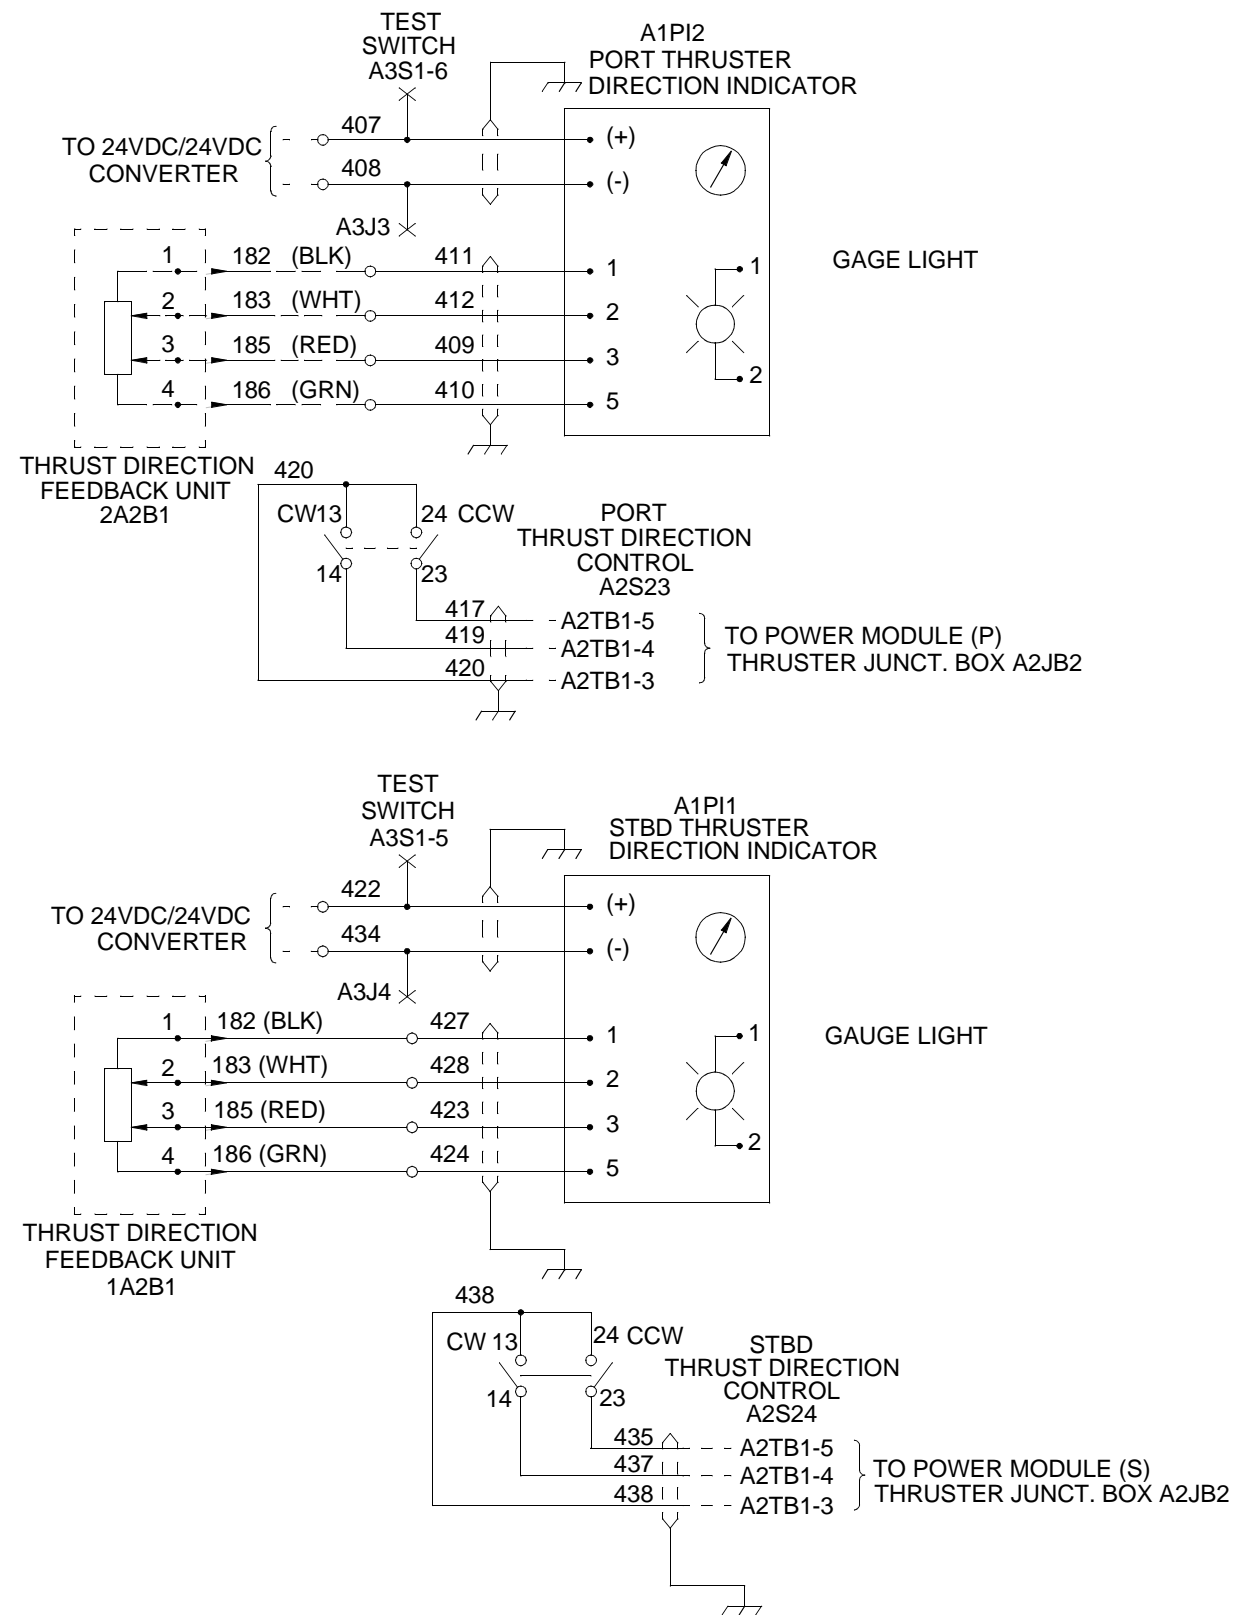 TEST
SWITCH
A3S1-6
A1PI2
PORT THRUSTER
DIRECTION INDICATOR
407
(+)
TO 24VDC/24VDC
CONVERTER
408
(-)
A3J3
1 182 (BLK) 411 1
2 183 (WHT) 412 2
3 185 (RED) 409 3
4 186 (GRN) 410 5
1
2
GAGE LIGHT
THRUST DIRECTION
FEEDBACK UNIT
2A2B1
420
CW13
24 CCW
14
23
PORT
THRUST DIRECTION
CONTROL
A2S23
417 A2TB1-5
419 A2TB1-4
420 A2TB1-3
TO POWER MODULE (P)
THRUSTER JUNCT. BOX A2JB2
TEST
SWITCH
A3S1-5
A1PI1
STBD THRUSTER
DIRECTION INDICATOR
422
(+)
TO 24VDC/24VDC
CONVERTER
434
(-)
A3J4
1 182 (BLK) 427 1
2 183 (WHT) 428 2
3 185 (RED) 423 3
4 186 (GRN) 424 5
1
2
GAUGE LIGHT
THRUST DIRECTION
FEEDBACK UNIT
1A2B1
438
CW 13
24 CCW
14
23
STBD
THRUST DIRECTION
CONTROL
A2S24
435 A2TB1-5
437 A2TB1-4
438 A2TB1-3
TO POWER MODULE (S)
THRUSTER JUNCT. BOX A2JB2